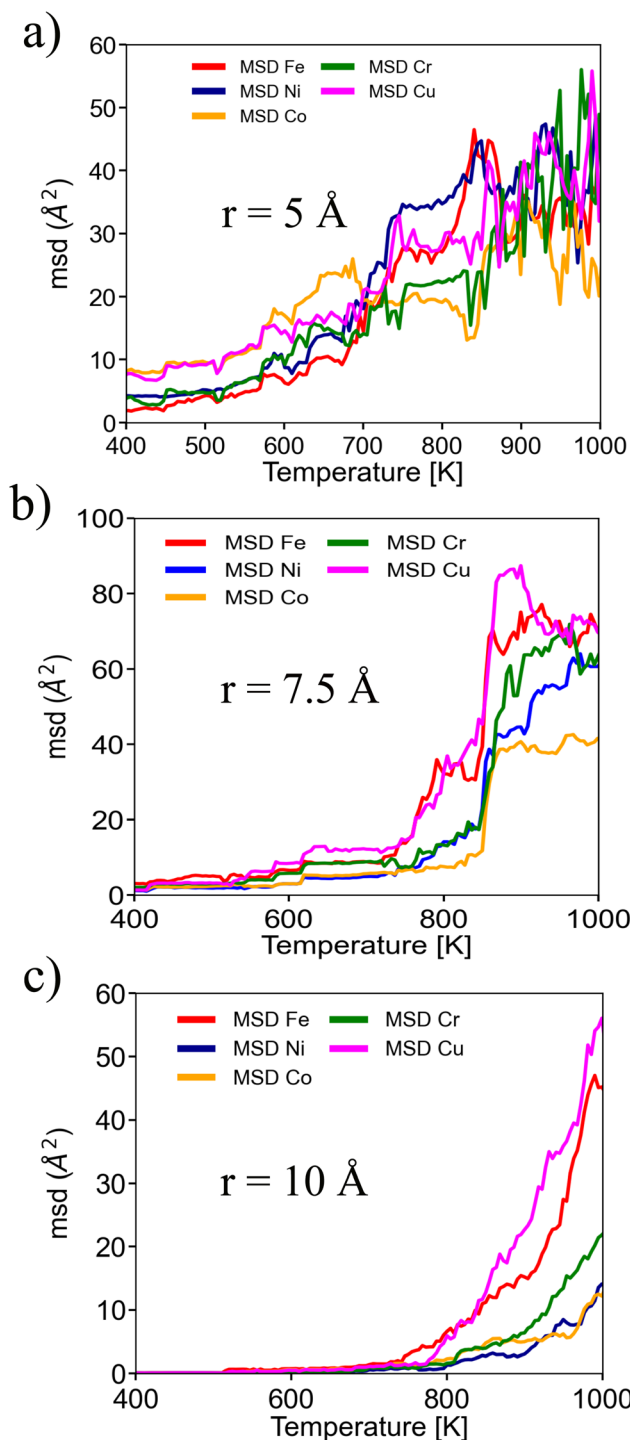 a)
60
MSD Fe MSD Cr
MSD Ni MSD Cu
50
MSD Co
40
r = 5 Å
msd (Å²)
30
20
10
0
400 500 600 700 800 900 1000
Temperature [K]
b)
100
MSD Fe MSD Cr
MSD Ni MSD Cu
80
MSD Co
60
r = 7.5 Å
msd (Å²)
40
20
0
400 600 800 1000
Temperature [K]
c)
60
MSD Fe MSD Cr
MSD Ni MSD Cu
50
MSD Co
40
r = 10 Å
msd (Å²)
30
20
10
0
400 600 800 1000
Temperature [K]